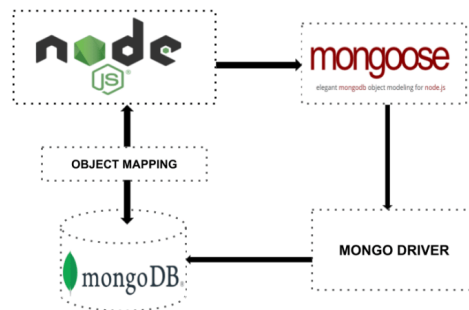 node
JS
mongoose
elegant mongodb object modeling for node.js
OBJECT MAPPING
mongoDB
MONGO DRIVER